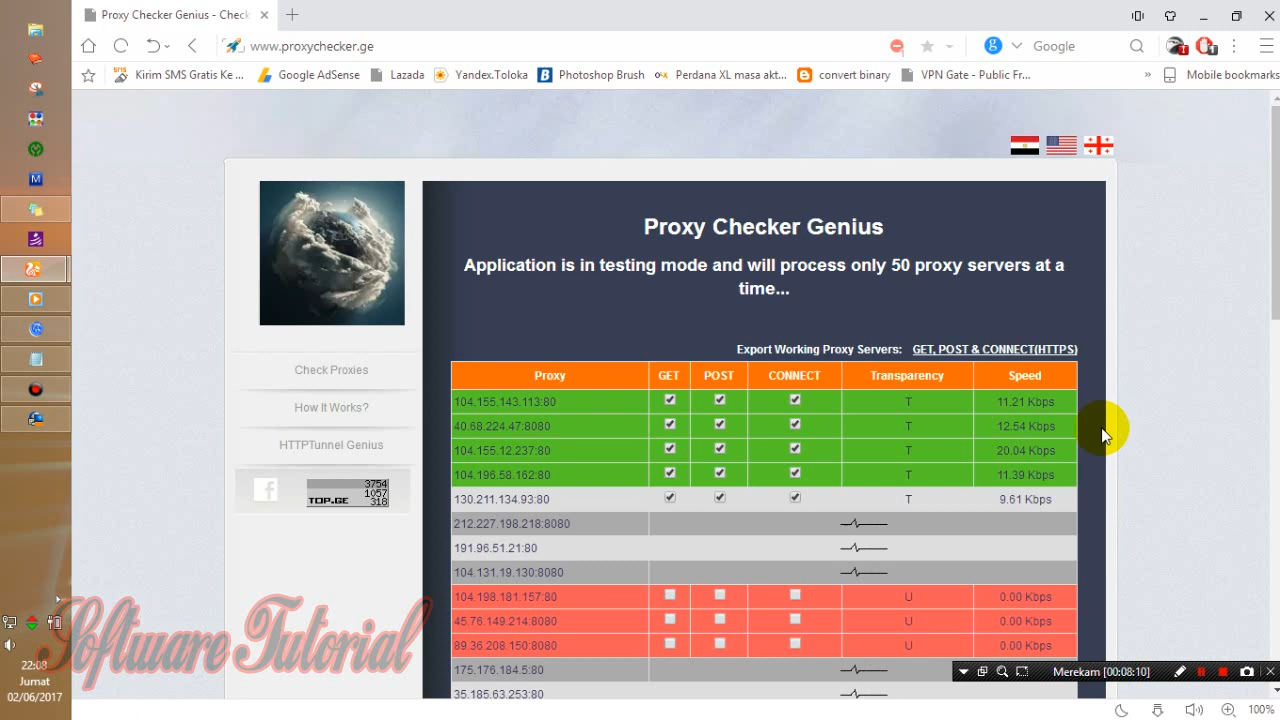 Proxy Checker Genius - Check
www.proxychecker.ge
Google
Kirim SMS Gratis Ke ...
Google AdSense
Lazada
Yandex.Toloka
Photoshop Brush
Perdana XL masa akt...
convert binary
VPN Gate - Public Fr...
»
Mobile bookmarks
Proxy Checker Genius
Application is in testing mode and will process only 50 proxy servers at a
time...
Export Working Proxy Servers: GET, POST & CONNECT(HTTPS)
Check Proxies
How It Works?
HTTPTunnel Genius
3754
1057
TOP.GE 318
Proxy GET POST CONNECT Transparency Speed
104.155.143.113:80 T 11.21 Kbps
40.68.224.47:8080 T 12.54 Kbps
104.155.12.237:80 T 20.04 Kbps
104.196.58.162:80 T 11.39 Kbps
130.211.134.93:80 T 9.61 Kbps
212.227.198.218:8080
191.96.51.21:80
104.131.19.130:8080
104.198.181.157:80 U 0.00 Kbps
45.76.149.214:8080 U 0.00 Kbps
89.36.208.150:8080 U 0.00 Kbps
175.176.184.5:80
35.185.63.253:80
Software Tutorial
22:08
Jumat
02/06/2017
Merekam [00:08:10]
100%